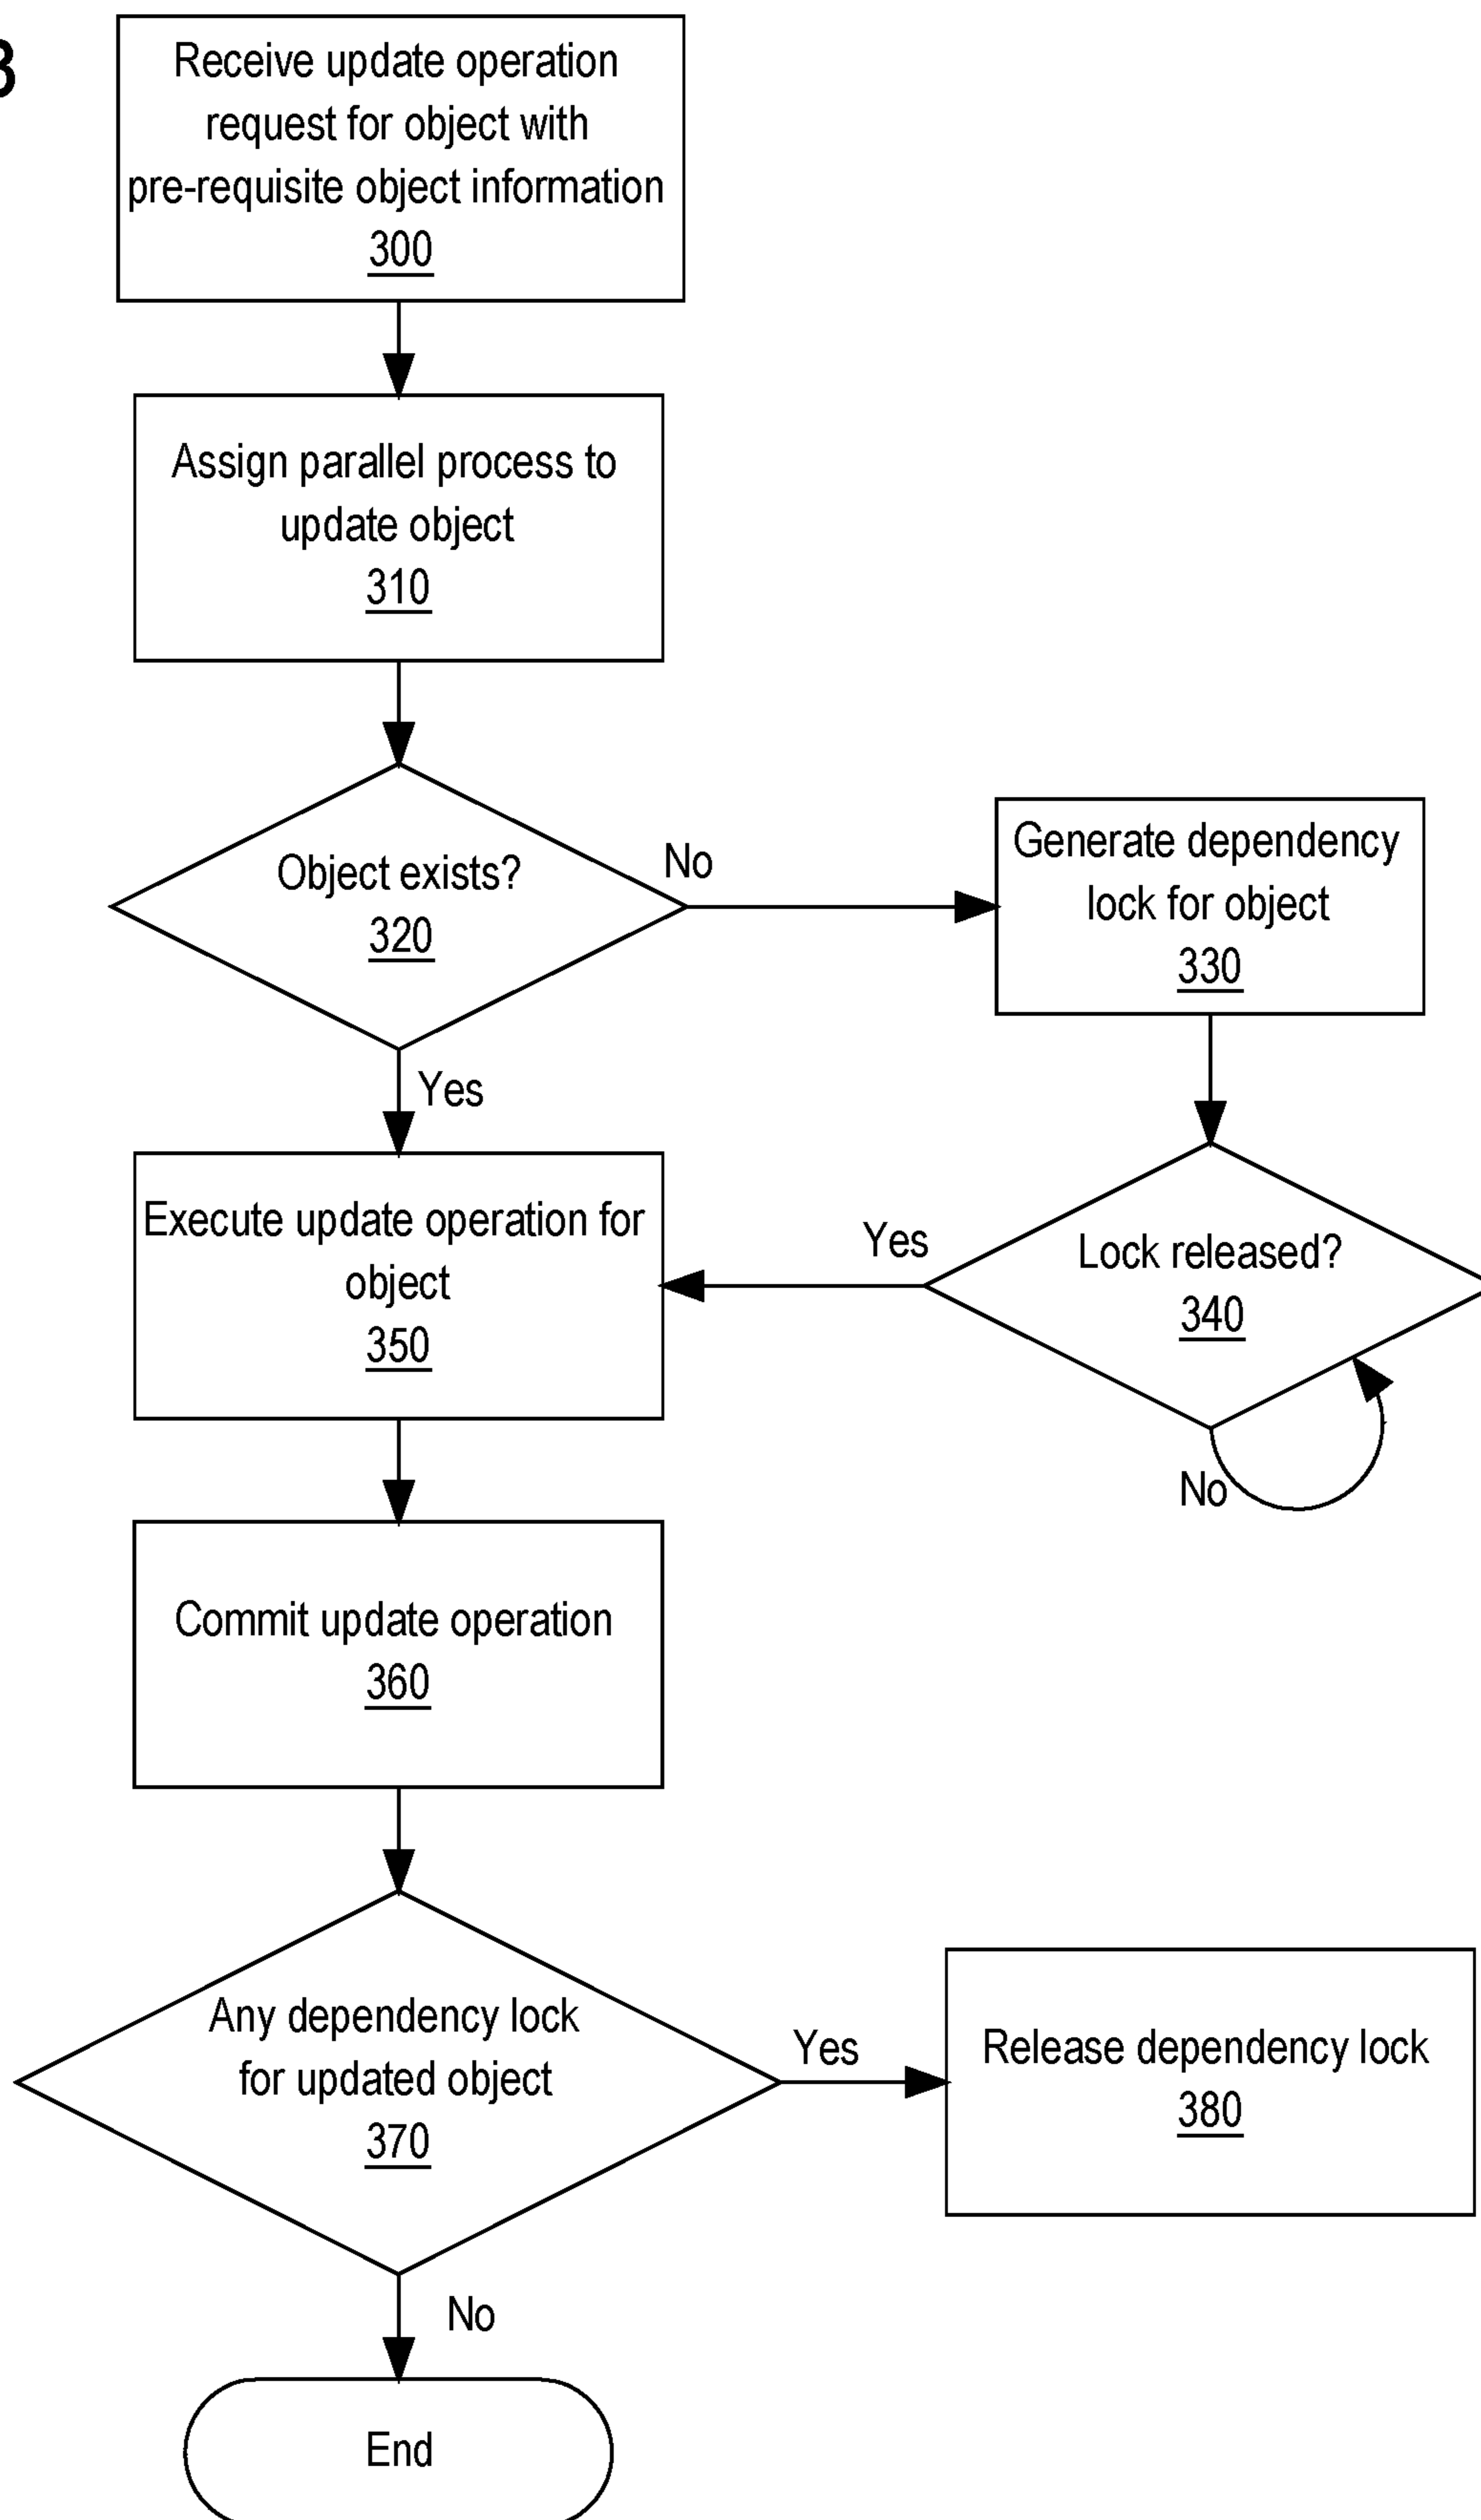 Receive update operation
request for object with
pre-requisite object information
300
Assign parallel process to
update object
310
Object exists?
320
No
Generate dependency
lock for object
330
Yes
Execute update operation for
object
350
Yes
Lock released?
340
No
Commit update operation
360
Any dependency lock
for updated object
370
Yes
Release dependency lock
380
No
End